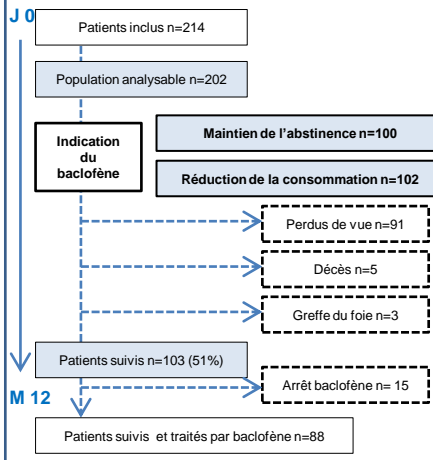 J 0
Patients inclus n=214
Population analysable n=202
Indication
du
baclofène
Maintien de l'abstinence n=100
Réduction de la consommation n=102
Perdus de vue n=91
Décès n=5
Greffe du foie n=3
Patients suivis n=103 (51%)
Arrêt baclofène n= 15
M 12
Patients suivis et traités par baclofène n=88